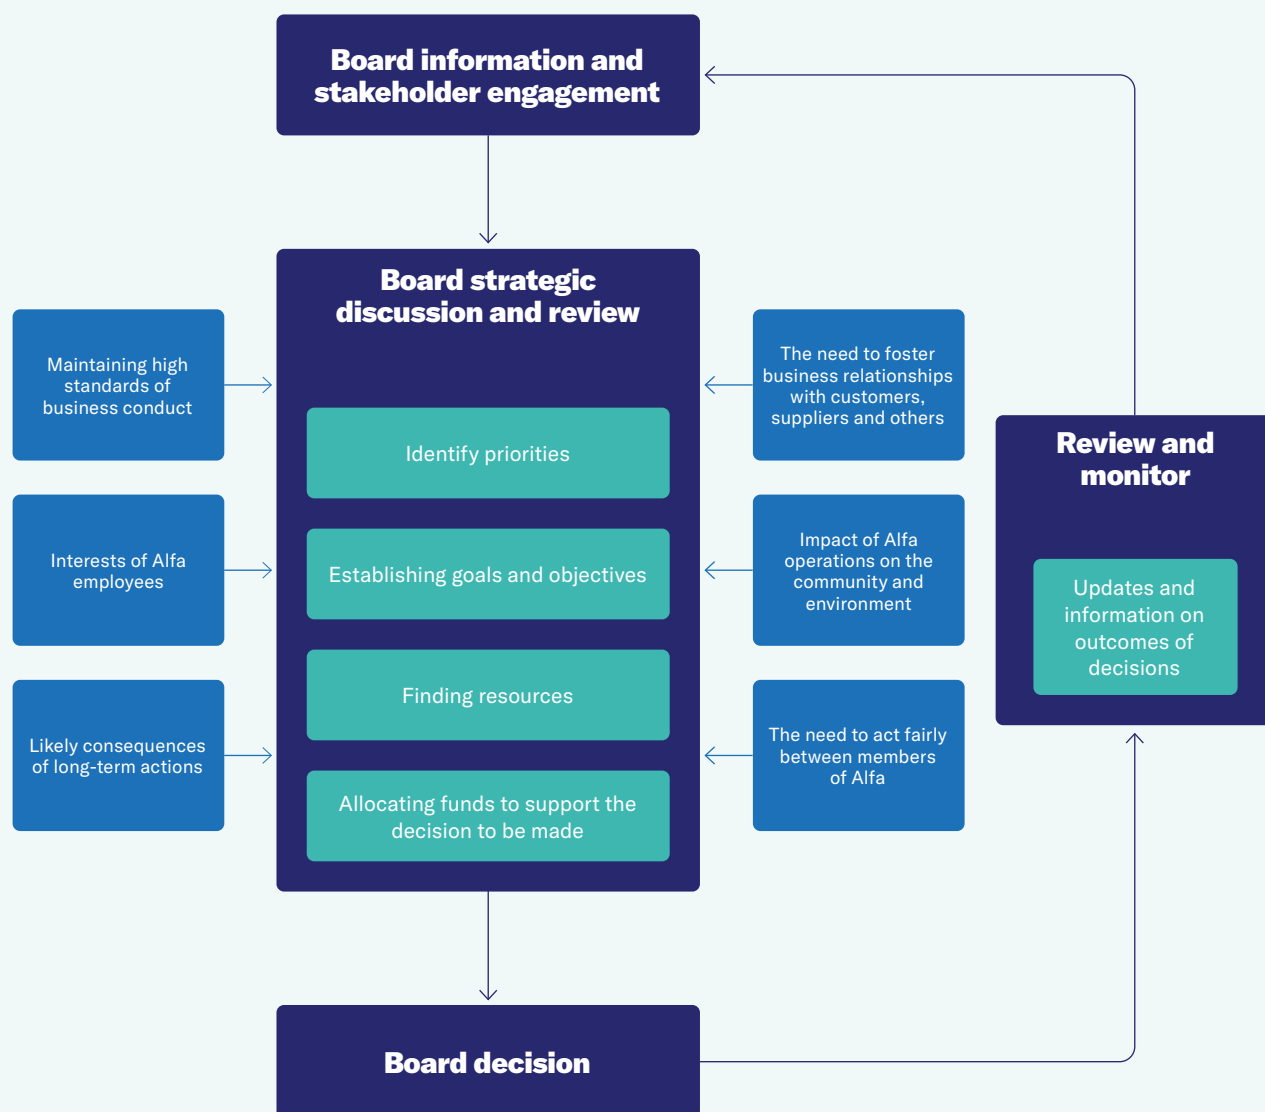 Board information and
stakeholder engagement
Board strategic
discussion and review
Maintaining high
standards of
business conduct
Interests of Alfa
employees
Likely consequences
of long-term actions
Identify priorities
Establishing goals and objectives
Finding resources
Allocating funds to support the
decision to be made
The need to foster
business relationships
with customers,
suppliers and others
Impact of Alfa
operations on the
community and
environment
The need to act fairly
between members
of Alfa
Review and
monitor
Updates and
information on
outcomes of
decisions
Board decision